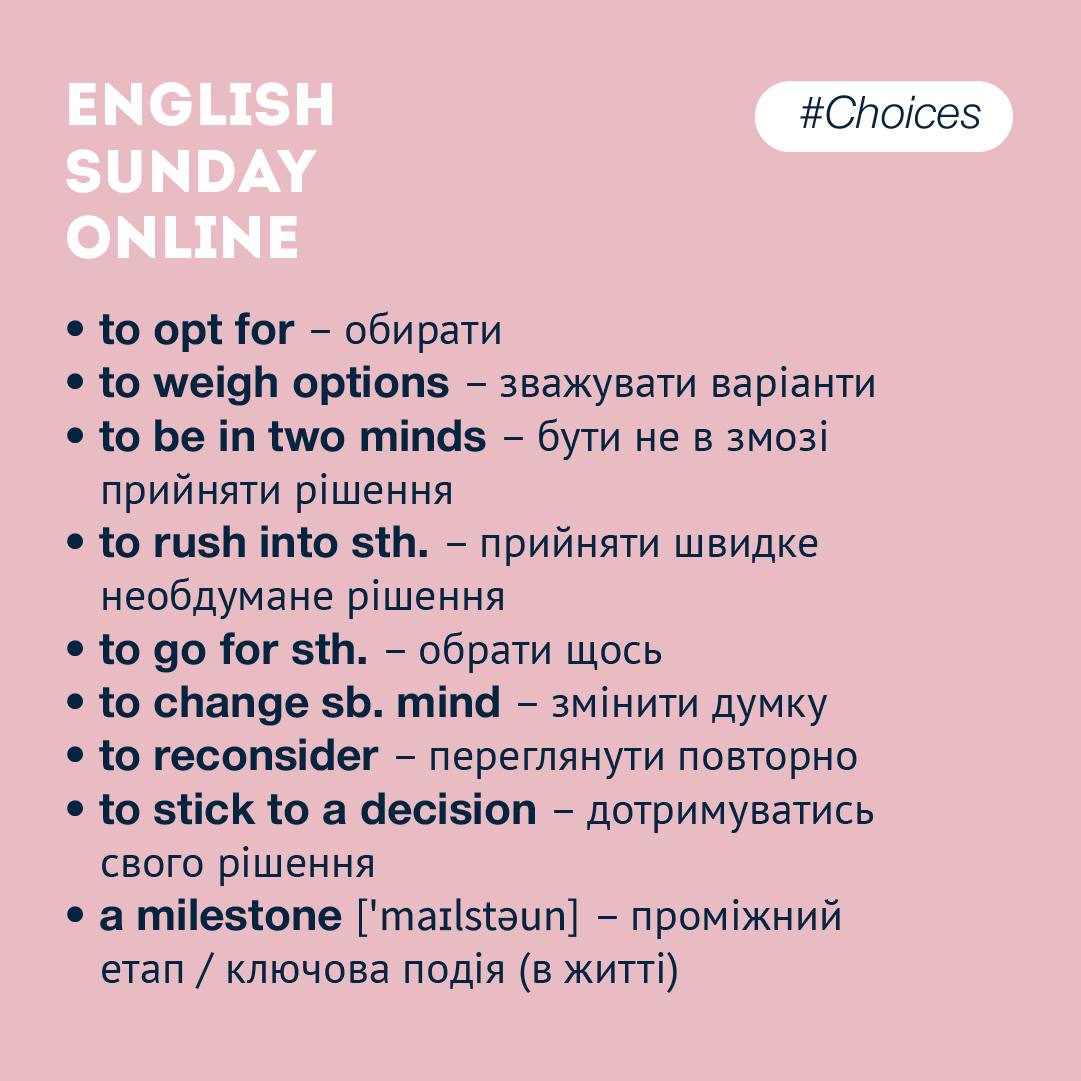 ENGLISH
SUNDAY
ONLINE
#Choices
• to opt for – обирати
• to weigh options – зважувати варіанти
• to be in two minds – бути не в змозі
прийняти рішення
• to rush into sth. – прийняти швидке
необдумане рішення
• to go for sth. – обрати щось
• to change sb. mind – змінити думку
• to reconsider – переглянути повторно
• to stick to a decision – дотримуватись
свого рішення
• a milestone ['maɪlstəun] – проміжний
етап / ключова подія (в житті)